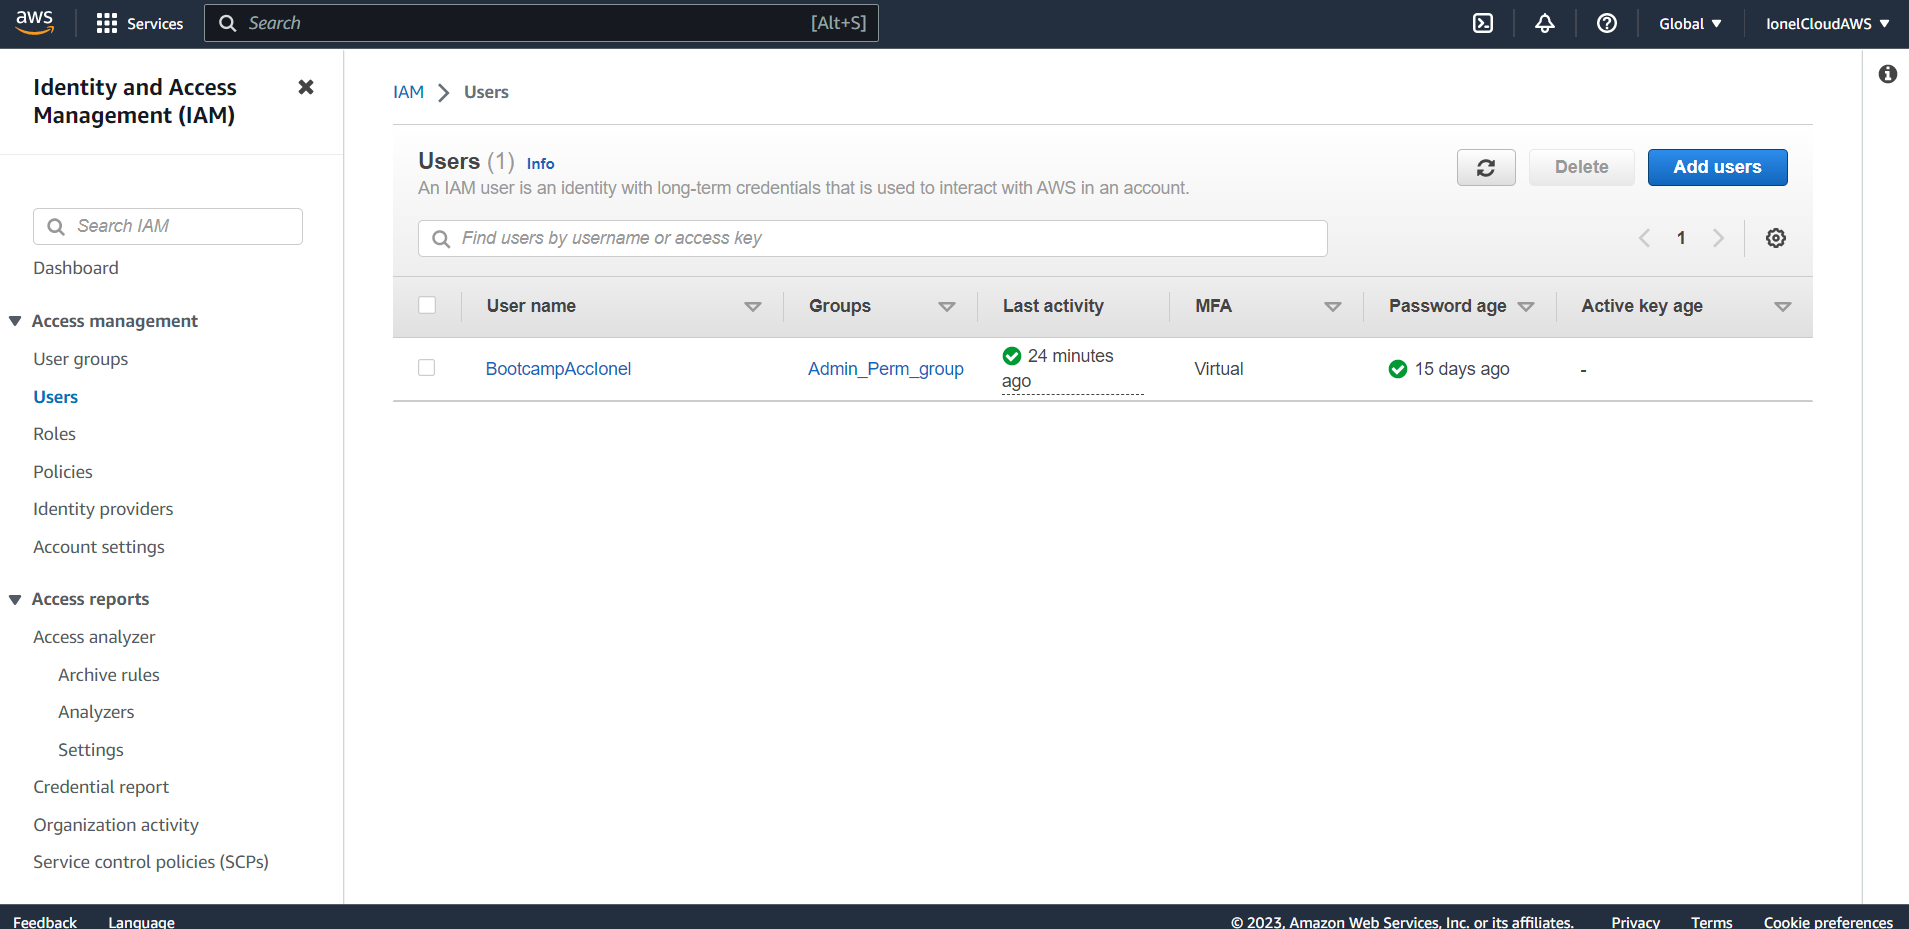 aws
Services
Search
[Alt+S]
Global
IonelCloudAWS
Identity and Access
Management (IAM)
Search IAM
Dashboard
Access management
User groups
Users
Roles
Policies
Identity providers
Account settings
Access reports
Access analyzer
Archive rules
Analyzers
Settings
Credential report
Organization activity
Service control policies (SCPs)
IAM > Users
Users (1) Info
An IAM user is an identity with long-term credentials that is used to interact with AWS in an account.
Delete
Add users
Find users by username or access key
1
User name Groups Last activity MFA Password age Active key age
BootcampAccIonel Admin_Perm_group 24 minutes ago Virtual 15 days ago -
Feedback Language © 2023, Amazon Web Services, Inc. or its affiliates. Privacy Terms Cookie preferences